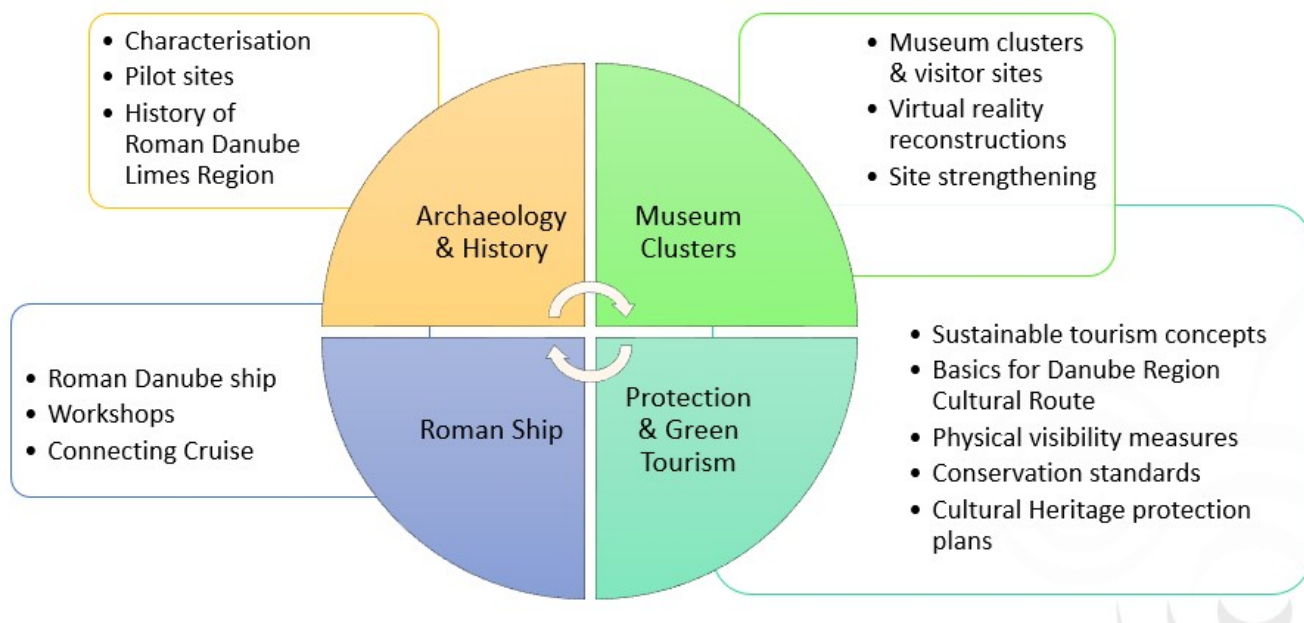 • Characterisation
• Pilot sites
• History of
Roman Danube
Limes Region
Archaeology
& History
• Museum clusters
& visitor sites
• Virtual reality
reconstructions
• Site strengthening
Museum
Clusters
• Roman Danube ship
• Workshops
• Connecting Cruise
Roman Ship
Protection
& Green
Tourism
• Sustainable tourism concepts
• Basics for Danube Region
Cultural Route
• Physical visibility measures
• Conservation standards
• Cultural Heritage protection
plans